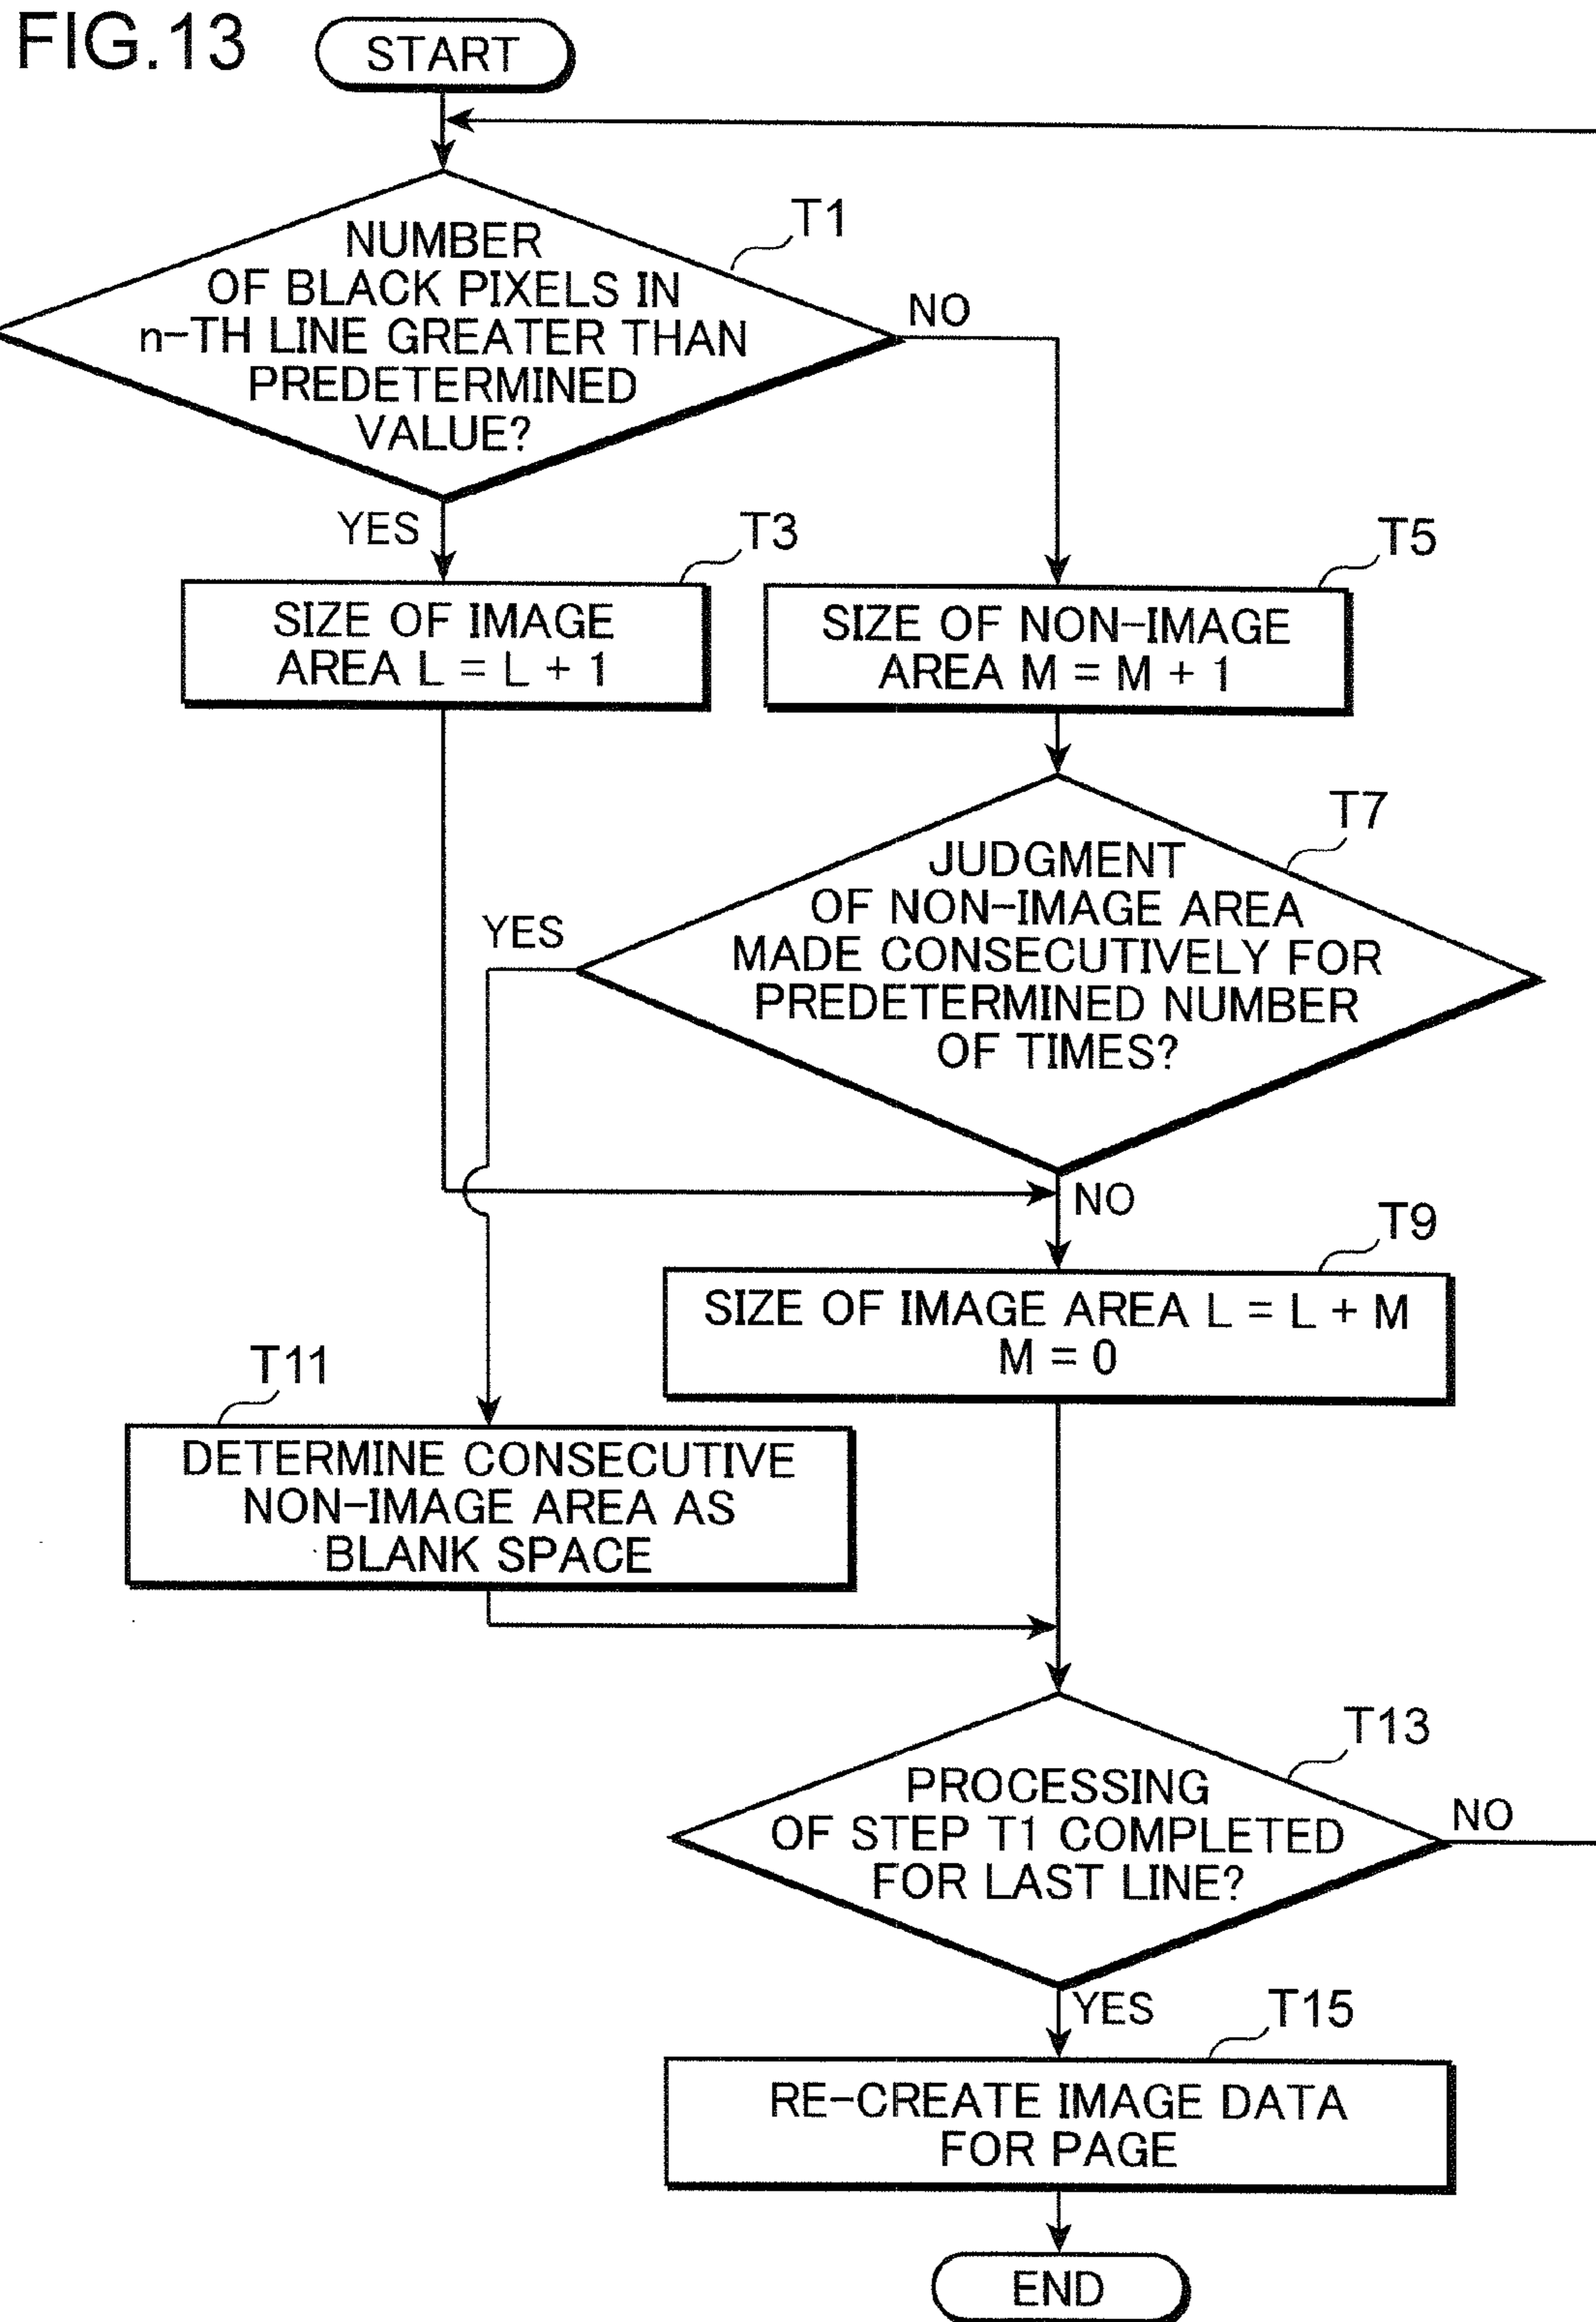 FIG.13
START
T1
NUMBER
OF BLACK PIXELS IN
n-TH LINE GREATER THAN
PREDETERMINED
VALUE?
NO
YES
T3
SIZE OF IMAGE
AREA L = L + 1
T5
SIZE OF NON-IMAGE
AREA M = M + 1
T7
JUDGMENT
OF NON-IMAGE AREA
MADE CONSECUTIVELY FOR
PREDETERMINED NUMBER
OF TIMES?
YES
NO
T9
SIZE OF IMAGE AREA L = L + M
M = 0
T11
DETERMINE CONSECUTIVE
NON-IMAGE AREA AS
BLANK SPACE
T13
PROCESSING
OF STEP T1 COMPLETED
FOR LAST LINE?
NO
YES
T15
RE-CREATE IMAGE DATA
FOR PAGE
END